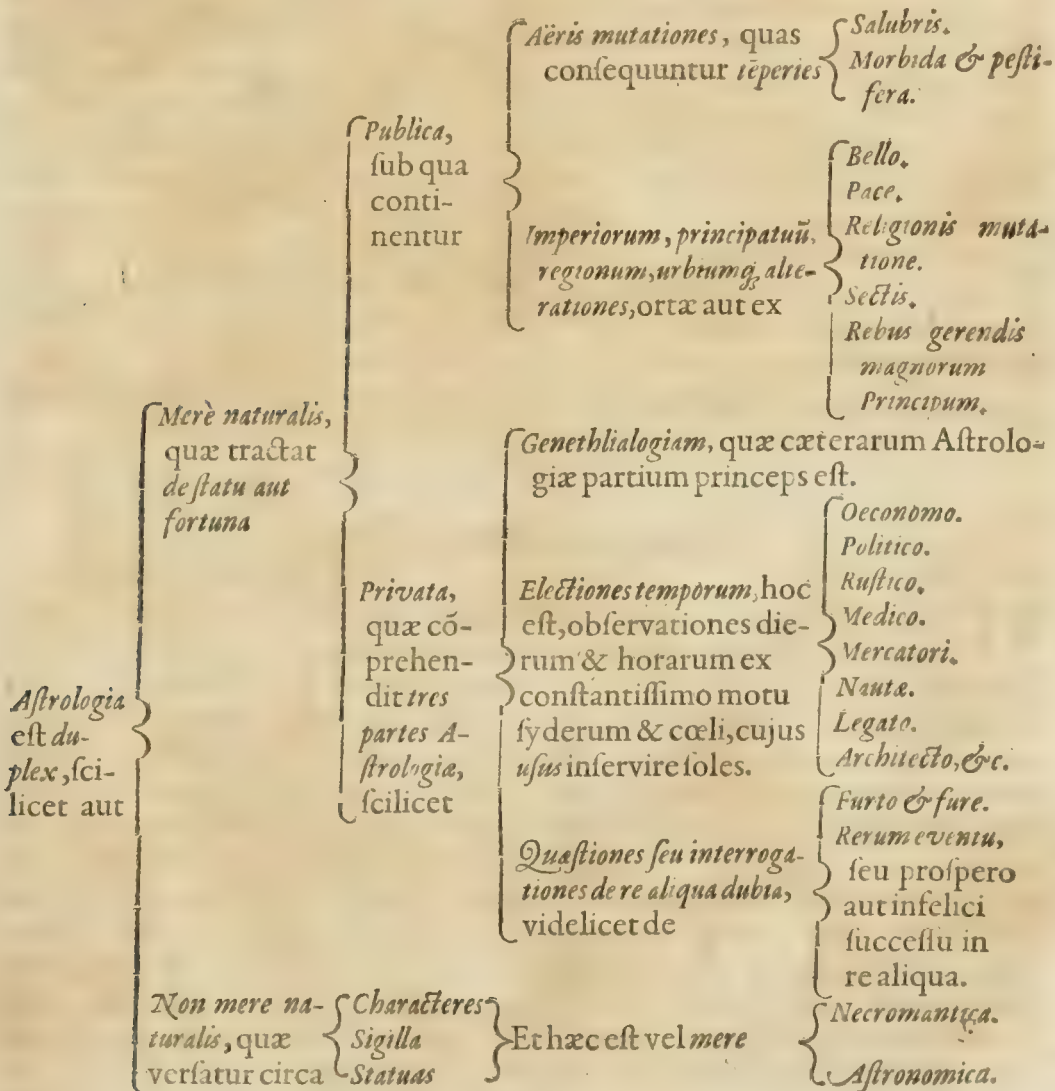 Astrologia
est du-
plex, sci-
licet aut
Merè naturalis,
quæ tractat
de statu aut
fortuna
Publica,
sub qua
conti-
nentur
Aëris mutationes, quas
consequuntur tēperies
Salubris.
Morbida & pesti-
fera.
Imperiorum, principatuū,
regionum, urbiumq; alte-
rationes, ortæ aut ex
Bello.
Pace.
Religionis muta-
tione.
Sectis.
Rebus gerendis
magnorum
Principum.
Privata,
quæ cō-
prehen-
dit tres
partes A-
strologiæ,
scilicet
Genethlialogiam, quæ cæterarum Astrolo-
giæ partium princeps est.
Electiones temporum, hoc
est, observationes die-
rum & horarum ex
constantissimo motu
syderum & cœli, cujus
usus inservire soles.
Oeconomo.
Politico.
Rustico.
Medico.
Mercatori.
Nautæ.
Legato.
Architecto, &c.
Quæstiones seu interroga-
tiones de re aliqua dubia,
videlicet de
Furto & fure.
Rerum eventu,
seu prospero
aut infelici
successu in
re aliqua.
Non mere na-
turalis, quæ
versatur circa
Characteres
Sigilla
Statuas
Et hæc est vel mere
Necromantica.
Astronomica.